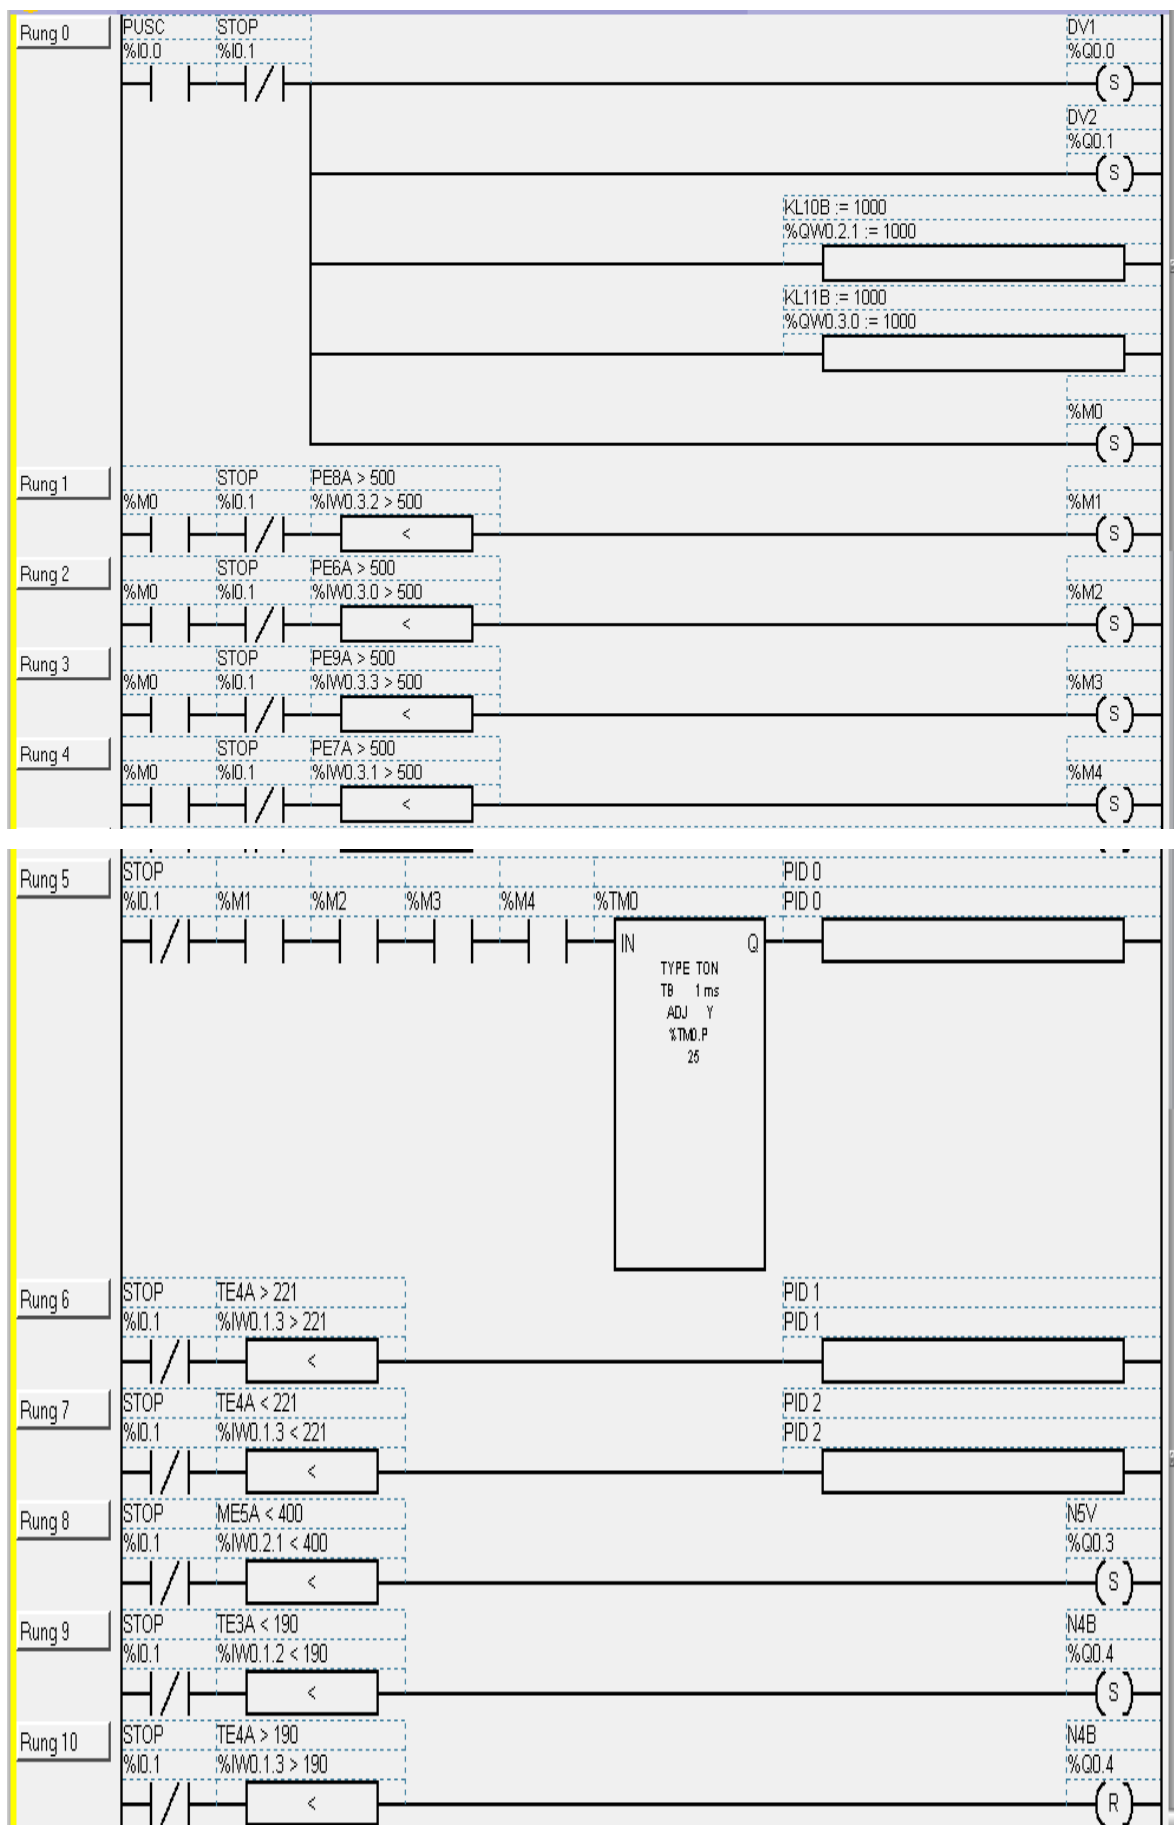 Rung 0
PUSC STOP DV1
%I0.0 %I0.1 %Q0.0
S
DV2
%Q0.1
S
KL10B := 1000
%QW0.2.1 := 1000
KL11B := 1000
%QW0.3.0 := 1000
%M0
S
Rung 1
STOP PE8A > 500
%M0 %I0.1 %IW0.3.2 > 500 %M1
< S
Rung 2
STOP PE6A > 500
%M0 %I0.1 %IW0.3.0 > 500 %M2
< S
Rung 3
STOP PE9A > 500
%M0 %I0.1 %IW0.3.3 > 500 %M3
< S
Rung 4
STOP PE7A > 500
%M0 %I0.1 %IW0.3.1 > 500 %M4
< S
Rung 5
STOP PID 0
%I0.1 %M1 %M2 %M3 %M4 %TM0 PID 0
IN Q
TYPE TON
TB 1 ms
ADJ Y
%TM0.P
25
Rung 6
STOP TE4A > 221 PID 1
%I0.1 %IW0.1.3 > 221 PID 1
<
Rung 7
STOP TE4A < 221 PID 2
%I0.1 %IW0.1.3 < 221 PID 2
<
Rung 8
STOP ME5A < 400 N5V
%I0.1 %IW0.2.1 < 400 %Q0.3
< S
Rung 9
STOP TE3A < 190 N4B
%I0.1 %IW0.1.2 < 190 %Q0.4
< S
Rung 10
STOP TE4A > 190 N4B
%I0.1 %IW0.1.3 > 190 %Q0.4
< R